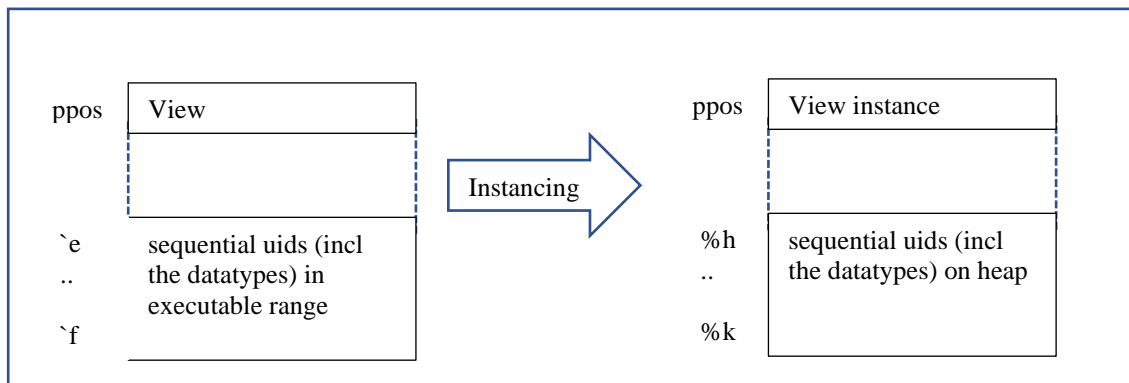 ppos
View
`e
..
`f
sequential uids (incl
the datatypes) in
executable range
Instancing
ppos
View instance
%h
..
%k
sequential uids (incl
the datatypes) on heap